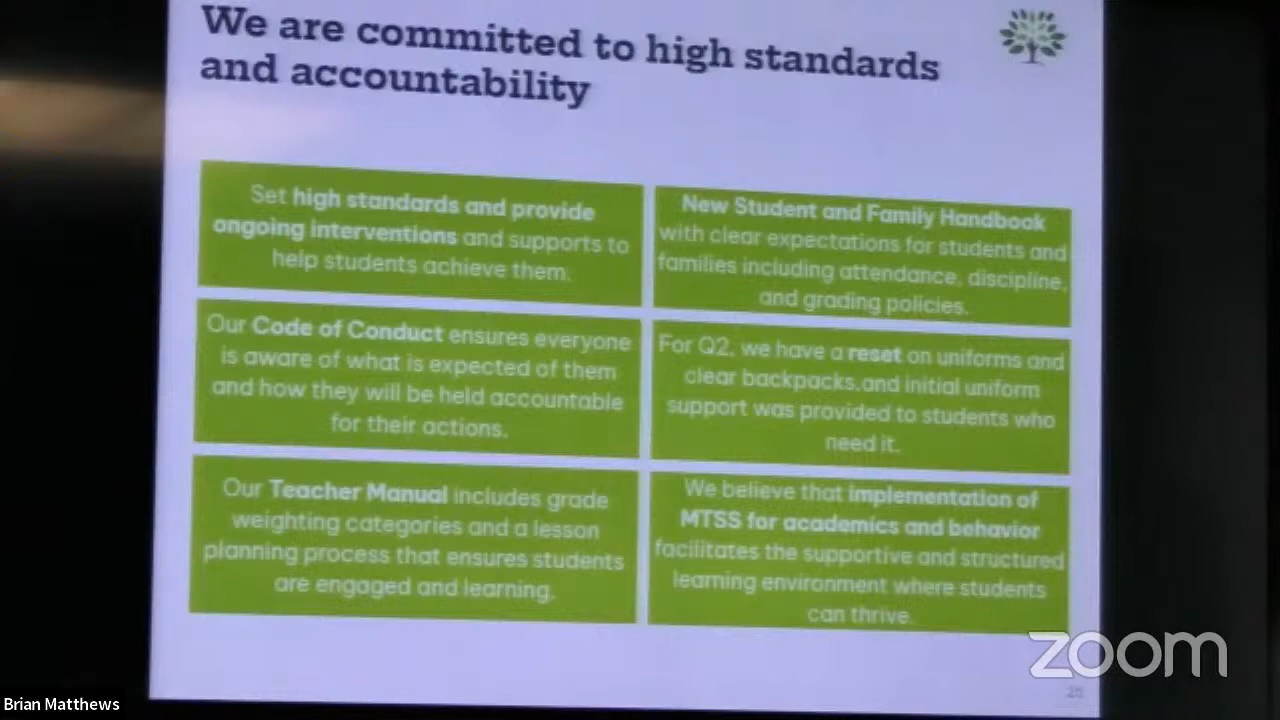 We are committed to high standards
and accountability
Set high standards and provide
ongoing interventions and supports to
help students achieve them.
New Student and Family Handbook
with clear expectations for students and
families including attendance, discipline,
and grading policies.
Our Code of Conduct ensures everyone
is aware of what is expected of them
and how they will be held accountable
for their actions.
For Q2, we have a reset on uniforms and
clear backpacks.and initial uniform
support was provided to students who
need it.
Our Teacher Manual includes grade
weighting categories and a lesson
planning process that ensures students
are engaged and learning.
We believe that implementation of
MTSS for academics and behavior
facilitates the supportive and structured
learning environment where students
can thrive.
zoom
Brian Matthews